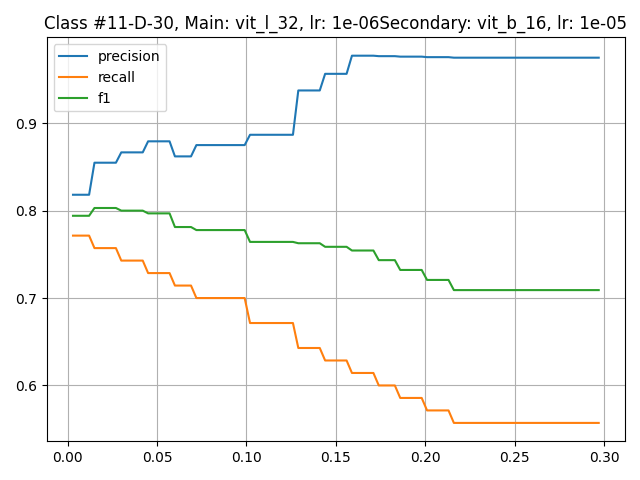 Class #11-D-30, Main: vit_l_32, lr: 1e-06Secondary: vit_b_16, lr: 1e-05
precision
recall
f1
0.9
0.8
0.7
0.6
0.00 0.05 0.10 0.15 0.20 0.25 0.30